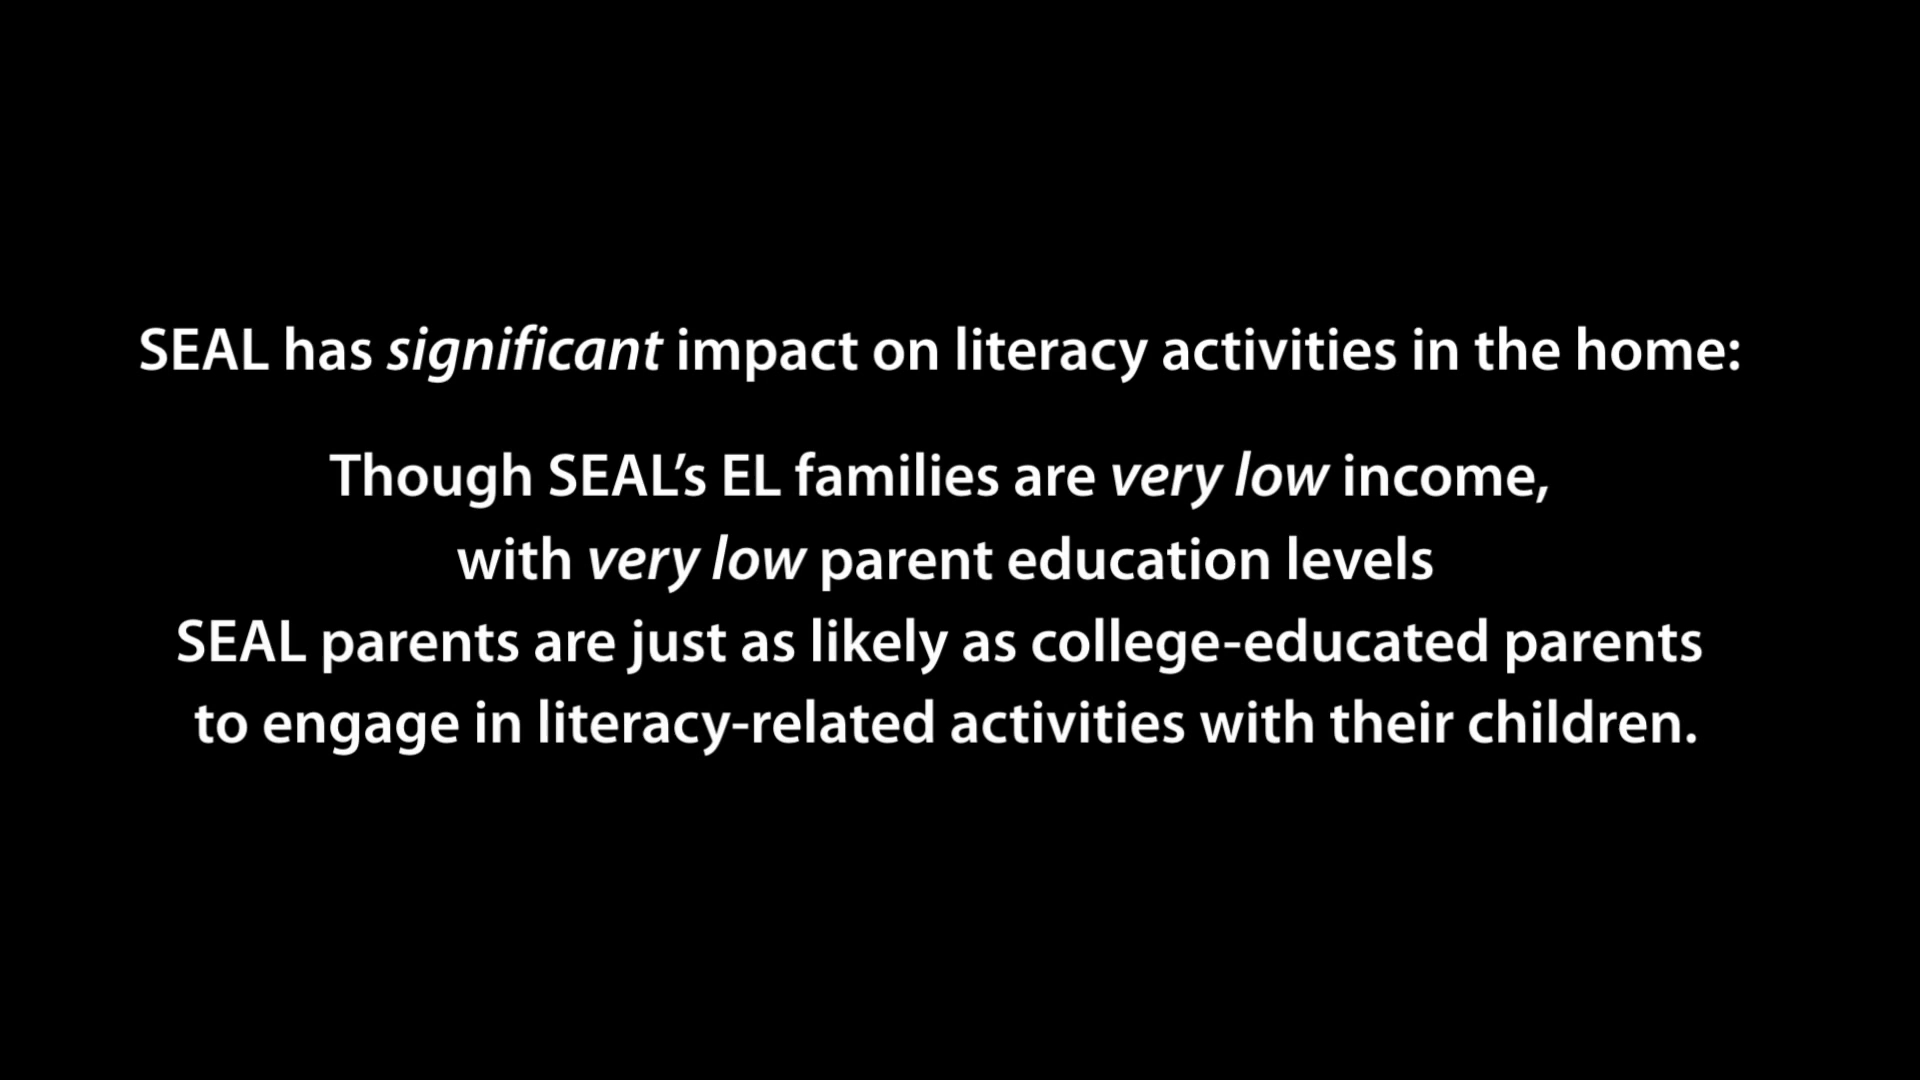 SEAL has significant impact on literacy activities in the home:
Though SEAL’s EL families are very low income,
with very low parent education levels
SEAL parents are just as likely as college-educated parents
to engage in literacy-related activities with their children.